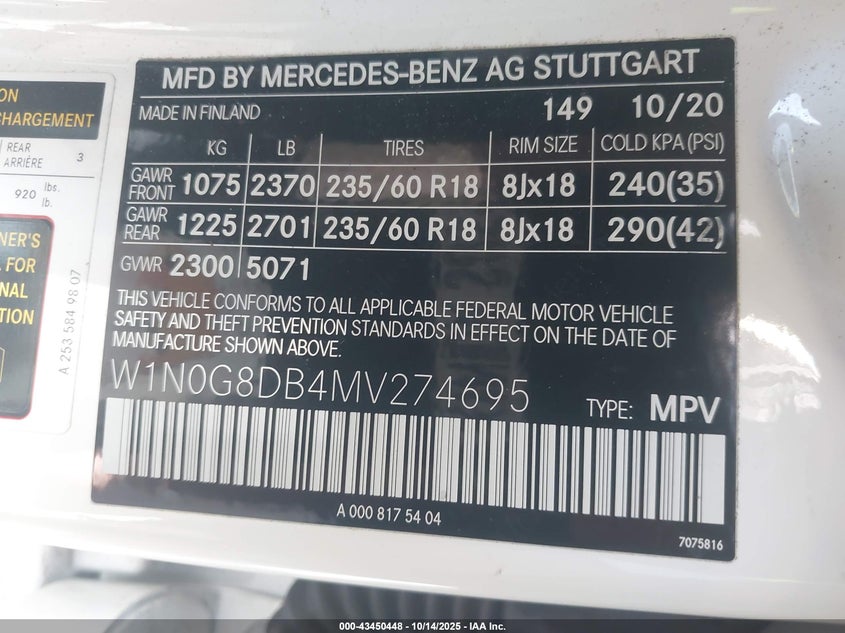 ON
CHARGEMENT
REAR
ARRIÈRE 3
920 lbs.
lb.
NER'S
L FOR
ONAL
TION
A 253 584 98 07
MFD BY MERCEDES-BENZ AG STUTTGART
MADE IN FINLAND 149 10/20
KG LB TIRES RIM SIZE COLD KPA (PSI)
GAWR FRONT 1075 2370 235/60 R18 8Jx18 240(35)
GAWR REAR 1225 2701 235/60 R18 8Jx18 290(42)
GVWR 2300 5071
THIS VEHICLE CONFORMS TO ALL APPLICABLE FEDERAL MOTOR VEHICLE
SAFETY AND THEFT PREVENTION STANDARDS IN EFFECT ON THE DATE OF
MANUFACTURE SHOWN ABOVE.
W1N0G8DB4MV274695 TYPE: MPV
A 000 817 54 04
7075816
000-43450448 - 10/14/2025 - IAA Inc.